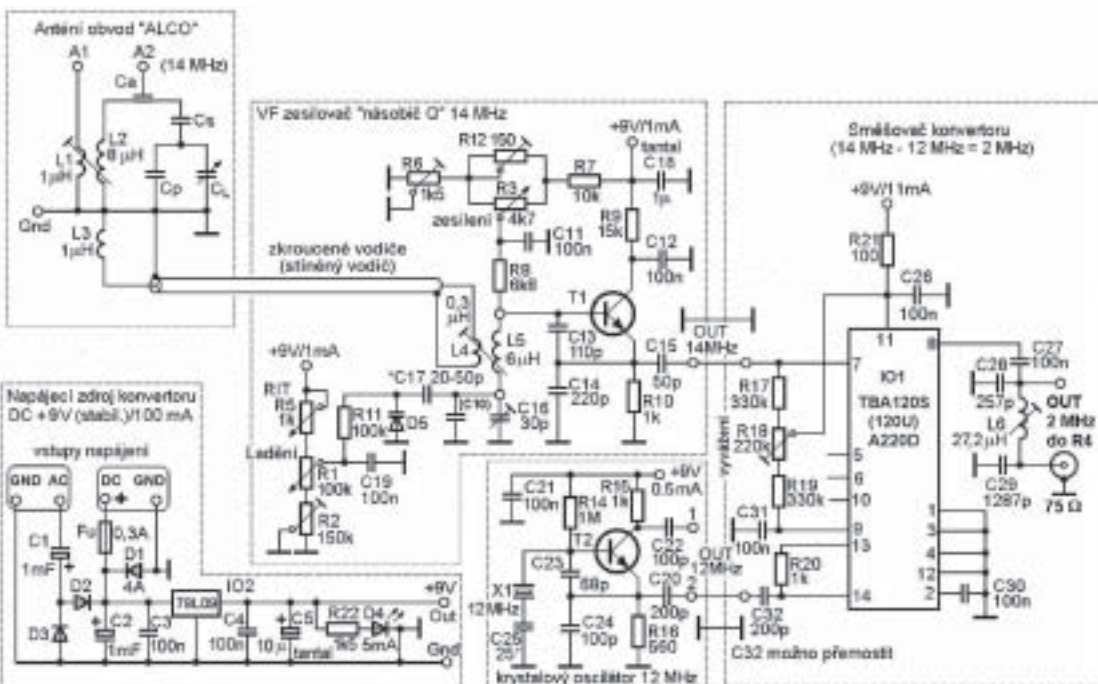 Anténí obvod "ALCO"
A1
A2
(14 MHz)
Ca
Cs
L2
8 µH
L1
1µH
Cp
CL
Gnd
L3
1µH
VF zesilovač "násobič Q" 14 MHz
+9V/1mA
tantal
R12 150
R6
1k5
R3
4k7
zesílení
R7
10k
C18
1µ
R9
15k
C11
100n
C12
100n
zkroucené vodiče
(stíněný vodič)
R8
6k8
T1
0,3
µH
L4
L5
6µH
C13
110p
C14
220p
C15
50p
R10
1k
OUT
14MHz
+9V/1mA
RIT
R5
1k
*C17 20-50p
R11
100k
D5
(C10)
C16
30p
Ladění
R1
100k
C19
100n
R2
150k
Směšovač konvertoru
(14 MHz - 12 MHz = 2 MHz)
+9V/11mA
R21
100
C26
100n
11
7
8
IO1
TBA120S
(120U)
A220D
C27
100n
C28
257p
OUT
2 MHz
do R4
L6
27,2µH
C29
1287p
75 Ω
R17
330k
R18
220k
vyvážení
R19
330k
5
6
10
9
13
14
1
3
4
12
2
C31
100n
R20
1k
C30
100n
C32
200p
C32 možno přemostit
Napájecí zdroj konvertoru
DC +9V (stabil.)/100 mA
vstupy napájení
GND AC
DC GND
+
Fu
0,3A
C1
1mF
D1
4A
D2
D3
IO2
78L09
+9V
Out
C2
1mF
C3
100n
C4
100n
C5
10µ
tantal
R22
1k5
D4
5mA
Gnd
+9V
0,5mA
C21
100n
R14
1M
R15
1k
1
C22
100p
T2
OUT
12MHz
C23
68p
X1
12 MHz
C20
200p
2
C24
100p
R16
560
C25
krystalový oscilátor 12 MHz